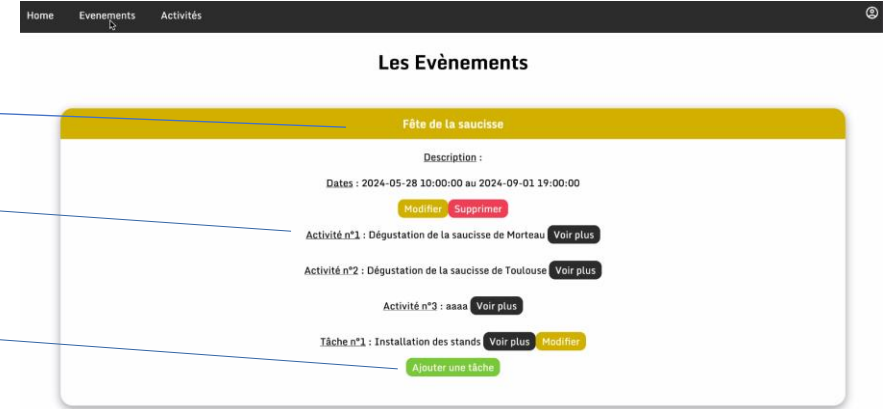 Home Evenements Activités
Les Evènements
Fête de la saucisse
Description :
Dates : 2024-05-28 10:00:00 au 2024-09-01 19:00:00
Modifier Supprimer
Activité n°1 : Dégustation de la saucisse de Morteau Voir plus
Activité n°2 : Dégustation de la saucisse de Toulouse Voir plus
Activité n°3 : aaaa Voir plus
Tâche n°1 : Installation des stands Voir plus Modifier
Ajouter une tâche